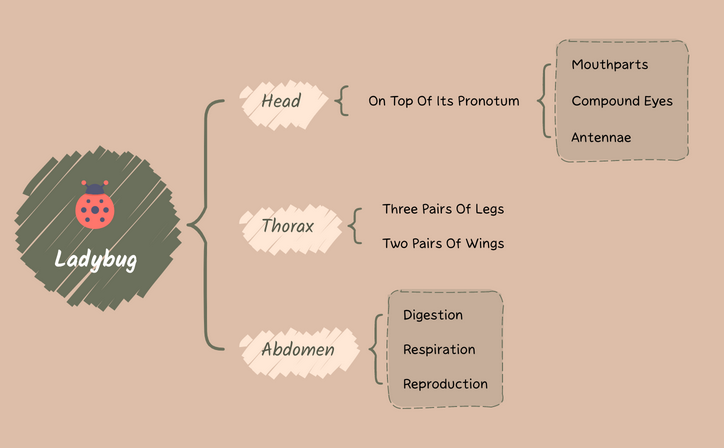 Ladybug
Head
On Top Of Its Pronotum
Mouthparts
Compound Eyes
Antennae
Thorax
Three Pairs Of Legs
Two Pairs Of Wings
Abdomen
Digestion
Respiration
Reproduction